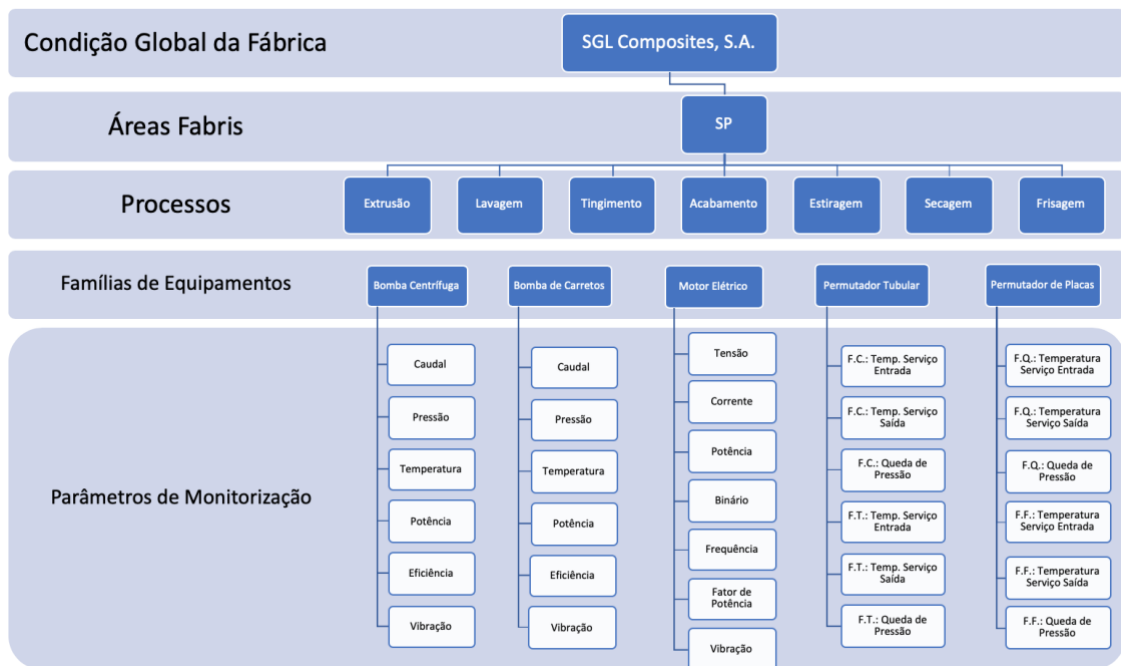 Condição Global da Fábrica
SGL Composites, S.A.
Áreas Fabris
SP
Processos
Extrusão
Lavagem
Tingimento
Acabamento
Estiragem
Secagem
Frisagem
Famílias de Equipamentos
Bomba Centrífuga
Bomba de Carretos
Motor Elétrico
Permutador Tubular
Permutador de Placas
Parâmetros de Monitorização
Caudal
Pressão
Temperatura
Potência
Eficiência
Vibração
Caudal
Pressão
Temperatura
Potência
Eficiência
Vibração
Tensão
Corrente
Potência
Binário
Frequência
Fator de
Potência
Vibração
F.C.: Temp. Serviço
Entrada
F.C.: Temp. Serviço
Saída
F.C.: Queda de
Pressão
F.T.: Temp. Serviço
Entrada
F.T.: Temp. Serviço
Saída
F.T.: Queda de
Pressão
F.Q.: Temperatura
Serviço Entrada
F.Q.: Temperatura
Serviço Saída
F.Q.: Queda de
Pressão
F.F.: Temperatura
Serviço Entrada
F.F.: Temperatura
Serviço Saída
F.F.: Queda de
Pressão